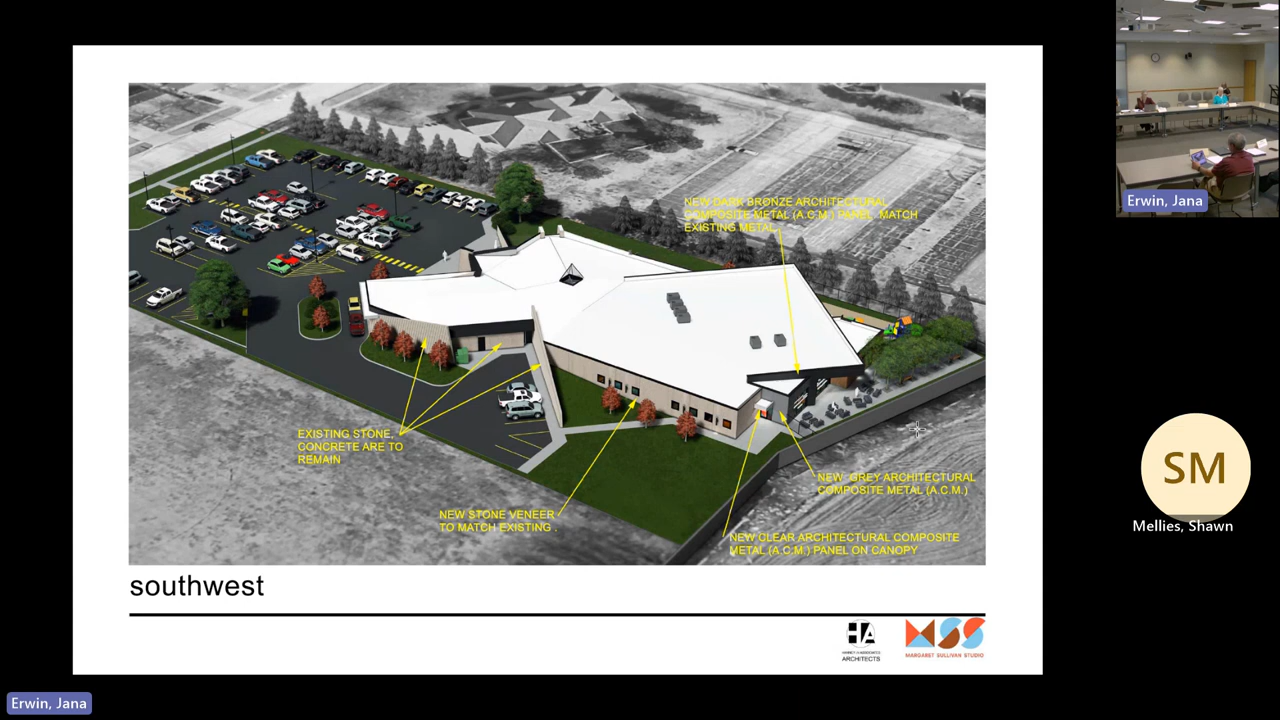 NEW DARK BRONZE ARCHITECTURAL
COMPOSITE METAL (A.C.M.) PANEL. MATCH
EXISTING METAL.
EXISTING STONE,
CONCRETE ARE TO
REMAIN
NEW GREY ARCHITECTURAL
COMPOSITE METAL (A.C.M.)
NEW STONE VENEER
TO MATCH EXISTING .
NEW CLEAR ARCHITECTURAL COMPOSITE
METAL (A.C.M.) PANEL ON CANOPY
southwest
HA
ARCHITECTS
MSS
MARGARET SULLIVAN STUDIO
Erwin, Jana
SM
Mellies, Shawn
Erwin, Jana